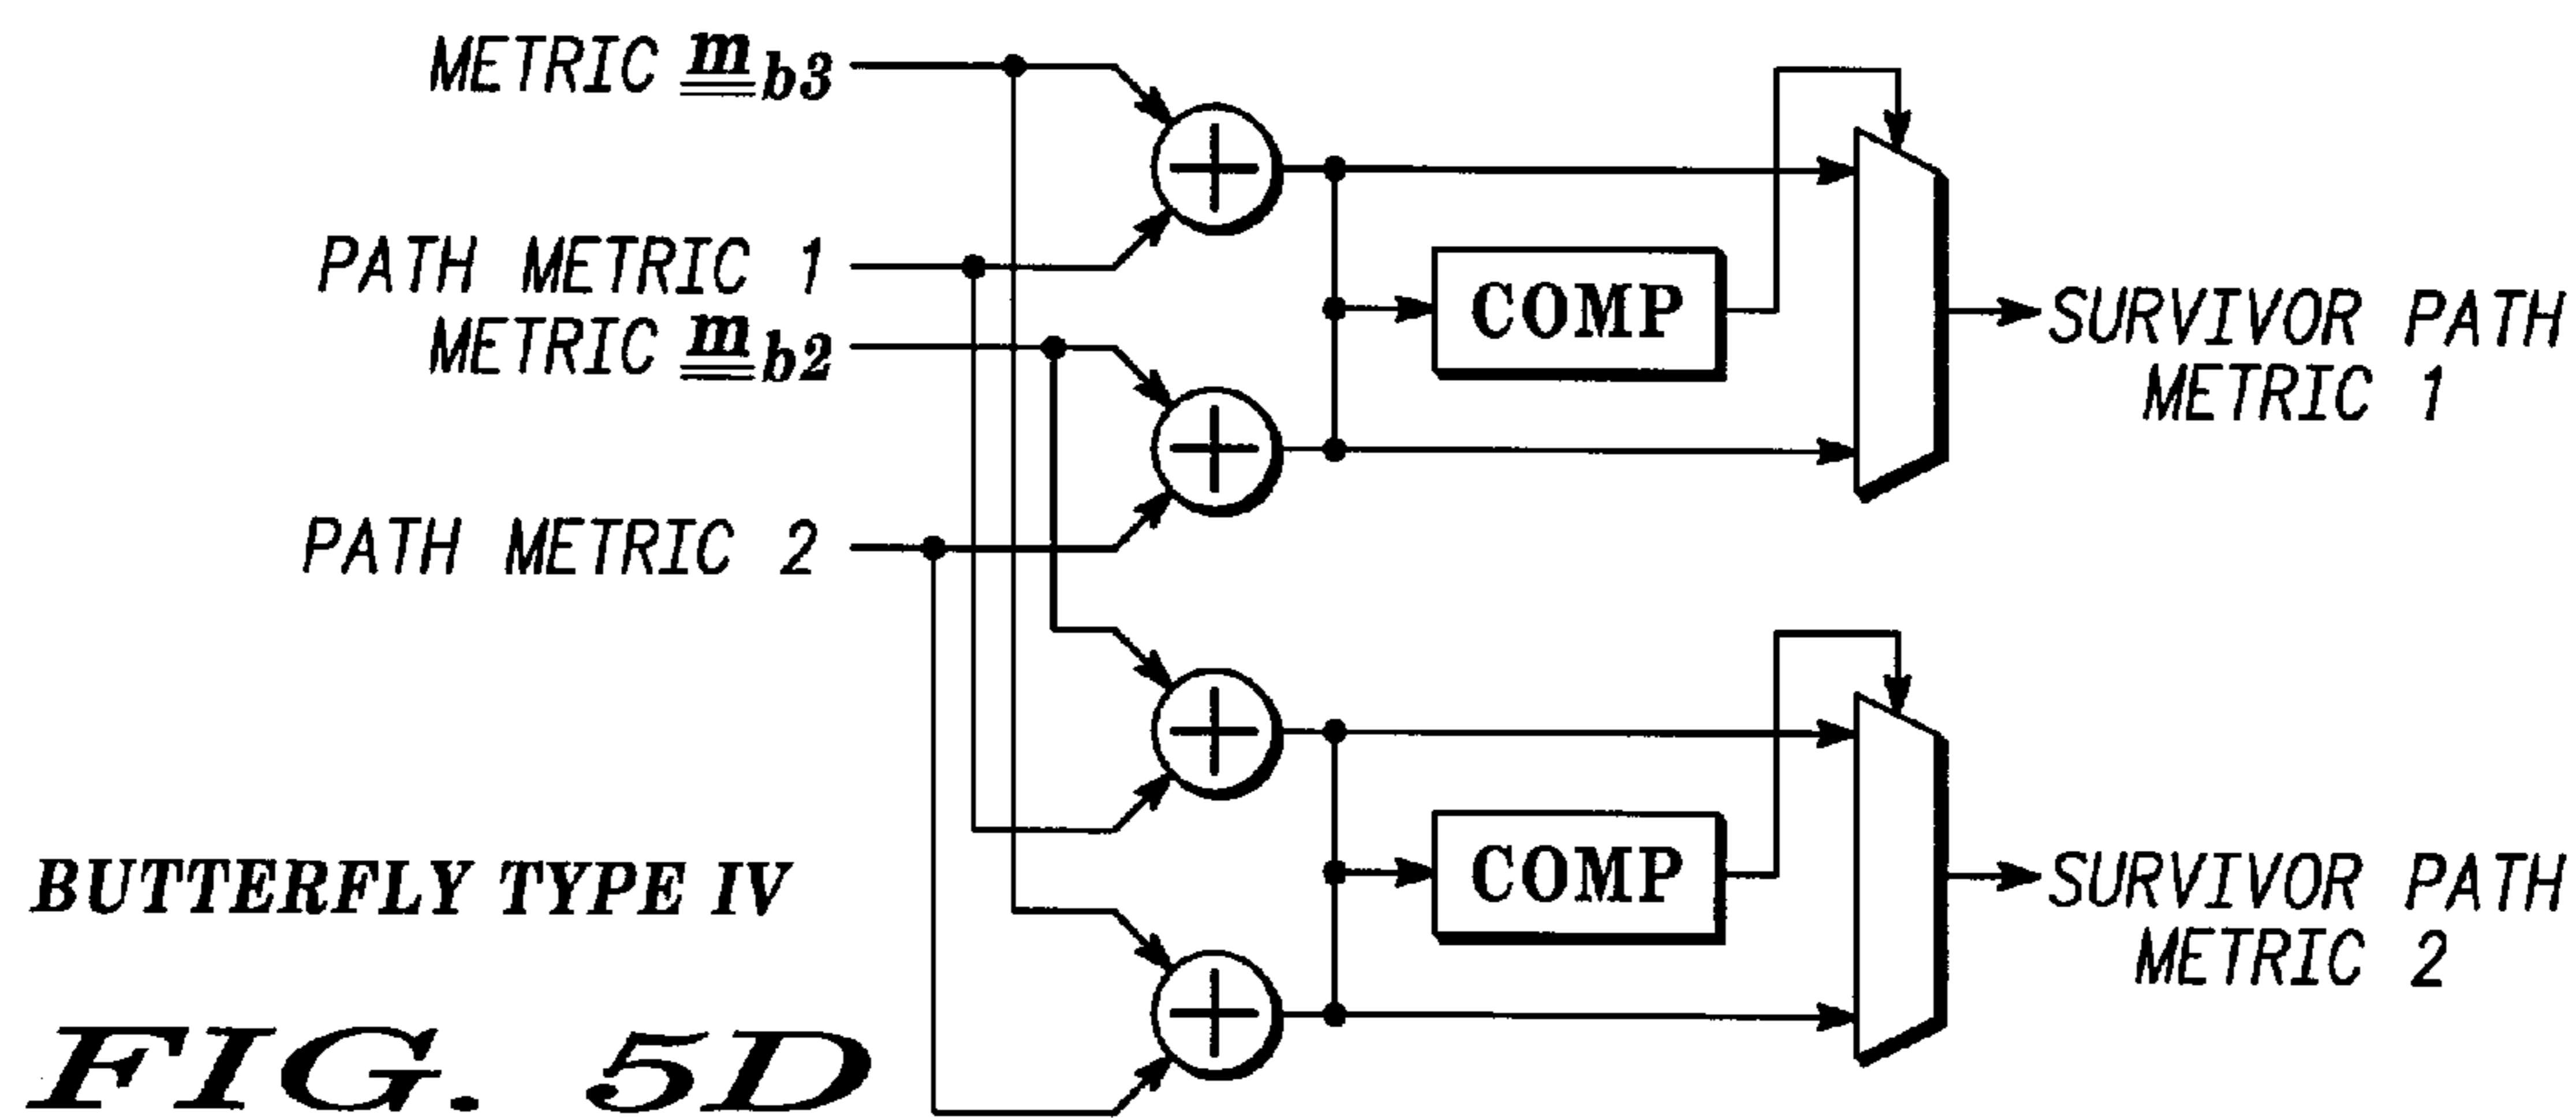 METRIC m b3
PATH METRIC 1
METRIC m b2
PATH METRIC 2
COMP
SURVIVOR PATH
METRIC 1
COMP
SURVIVOR PATH
METRIC 2
BUTTERFLY TYPE IV
FIG. 5D